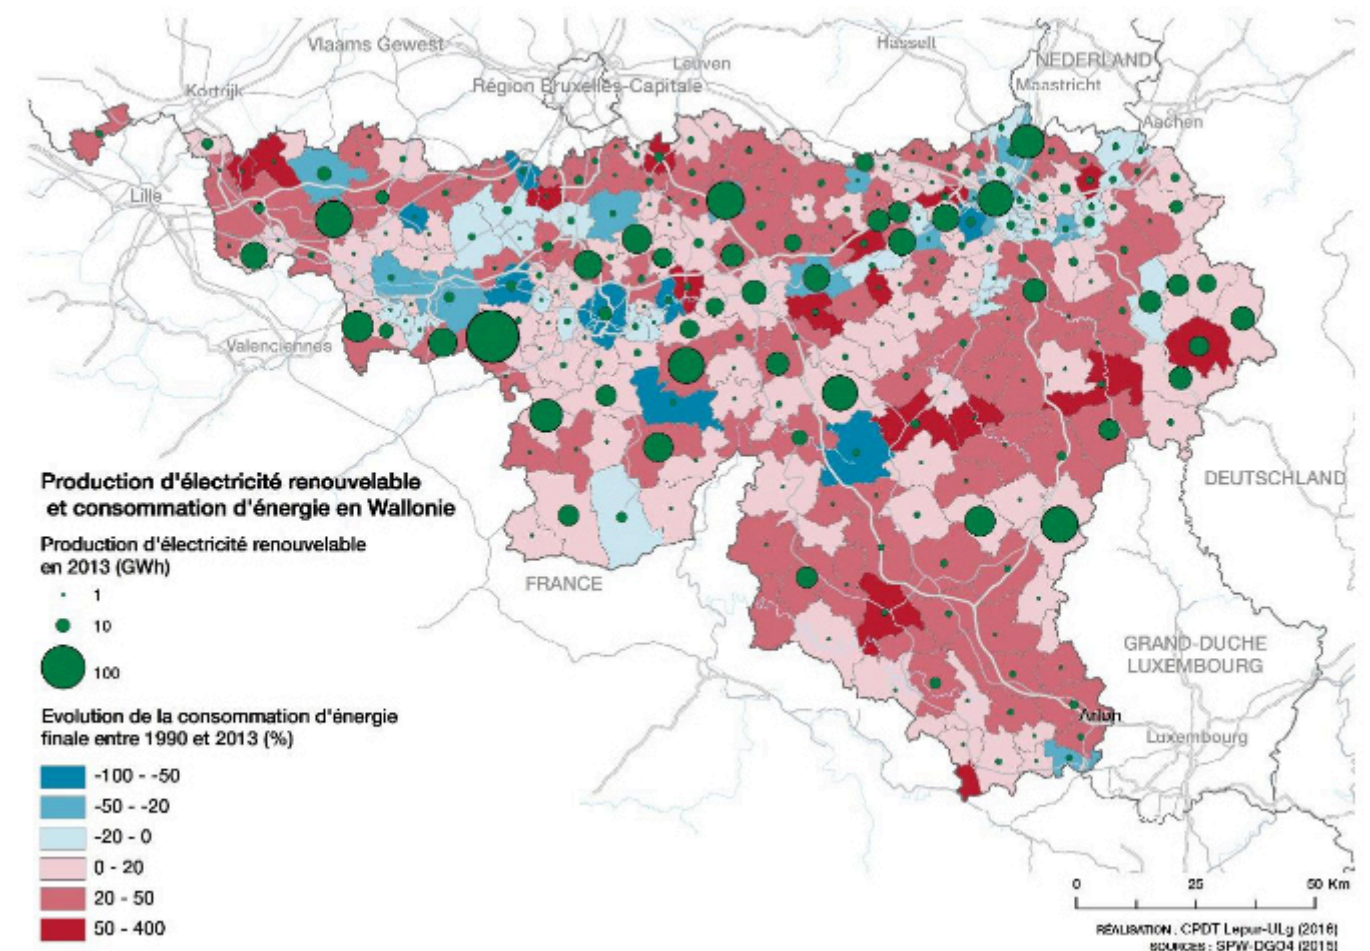 Vlaams Gewest
Hasselt
Leuven
NEDERLAND
Région Bruxelles-Capitale
Maastricht
Kortrijk
Aachen
Lille
Valenciennes
DEUTSCHLAND
FRANCE
GRAND-DUCHE
LUXEMBOURG
Arlon
Luxembourg
Production d'électricité renouvelable
et consommation d'énergie en Wallonie
Production d'électricité renouvelable
en 2013 (GWh)
1
10
100
Evolution de la consommation d'énergie
finale entre 1990 et 2013 (%)
-100 - -50
-50 - -20
-20 - 0
0 - 20
20 - 50
50 - 400
0 25 50 Km
RÉALISATION : CPDT Lepur-ULg (2016)
SOURCES : SPW-DGO4 (2015)